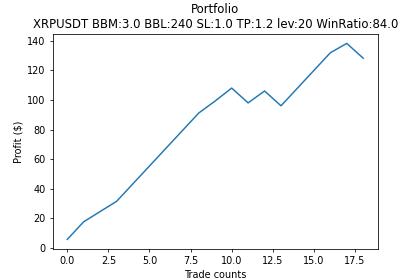 Portfolio
XRPUSDT BBM:3.0 BBL:240 SL:1.0 TP:1.2 lev:20 WinRatio:84.0
140
120
100
80
60
40
20
0
Profit ($)
0.0 2.5 5.0 7.5 10.0 12.5 15.0 17.5
Trade counts